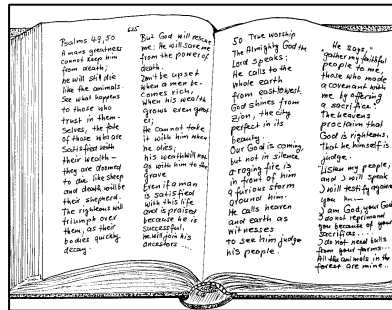 Psalms 49,50
A mans greatness
cannot keep him
from death;
he will still die
like the animals.
See what happens
to those who
trust in them-
Selves, the fate
of those who are
Satisfied with
their wealth -
they are doomed
to die like sheep
and death will be
their shepherd.
The righteous will
triumph over
them, as their
bodies quickly
decay.
625
But God will rescue
me; He will save me
from the power of
death.
Don't be upset
when a man be-
comes rich,
when his wealth
grows even great
er;
He cannot take
it with him when
he dies;
his wealth will not
go with him to the
grave
Even if a man
is satisfied
with this life
and is praised
because he is
successful,
he will join his
ancestors...
50 True worship
The Almighty God the
Lord speaks;
He calls to the
whole earth
from east to west.
God shines from
Zion, the city
perfect in its
beauty.
Our God is coming,
but not in silence
a raging fire is
in front of him
a furious storm
around him.
He calls heaven
and earth as
witnesses
to see him judge
his people.
He says,
"gather my faithful
people to me,
those who made
a covenant with
me by offering
a sacrifice."
The heavens
proclaim that
God is righteous,
that he himself is
judge.
"Listen my people,
and I will speak
I will testify against
you
I am God, your God
I do not reprimand
you because of your
sacrifices...
I do not need bulls
from your farms...
All the animals in the
forest are mine.